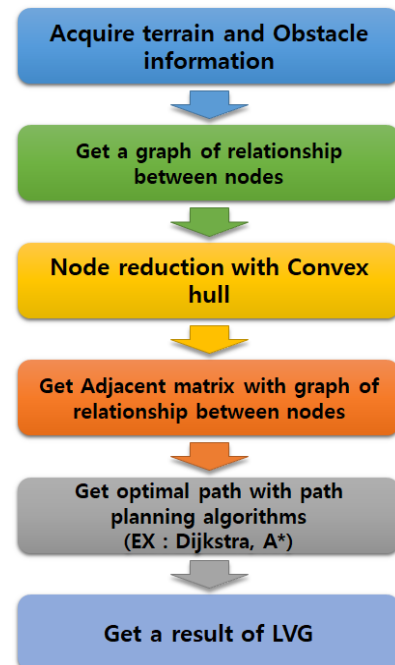 Acquire terrain and Obstacle
information
Get a graph of relationship
between nodes
Node reduction with Convex
hull
Get Adjacent matrix with graph of
relationship between nodes
Get optimal path with path
planning algorithms
(EX : Dijkstra, A*)
Get a result of LVG